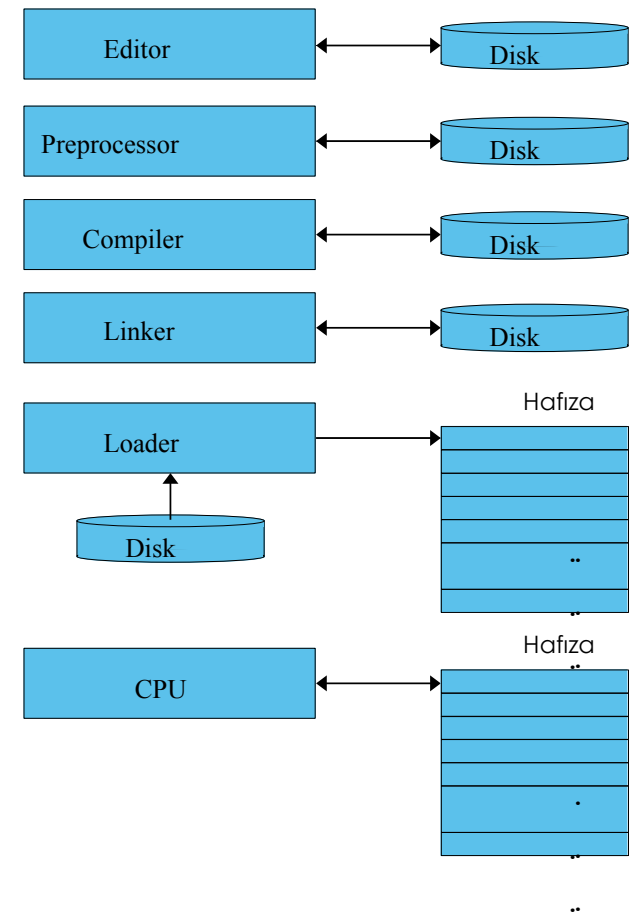 Editor
Disk
Preprocessor
Disk
Compiler
Disk
Linker
Disk
Hafıza
Loader
Disk
Hafıza
CPU